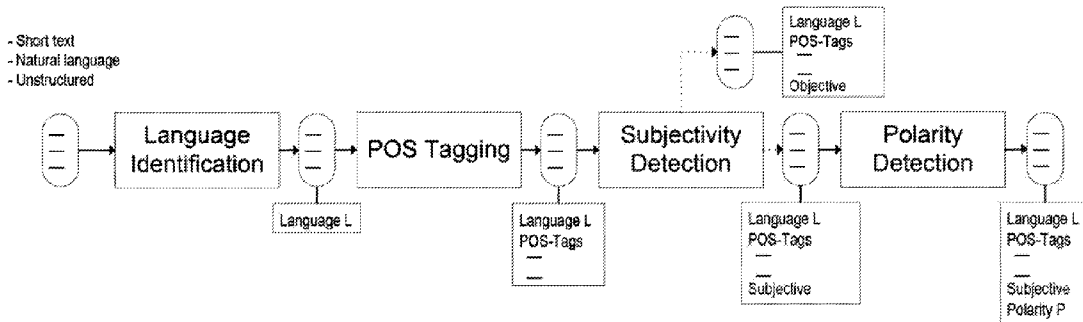 - Short text
- Natural language
- Unstructured
Language
Identification
Language L
POS Tagging
Language L
POS-Tags
Subjectivity
Detection
Language L
POS-Tags
Objective
Language L
POS-Tags
Subjective
Polarity
Detection
Language L
POS-Tags
Subjective
Polarity P